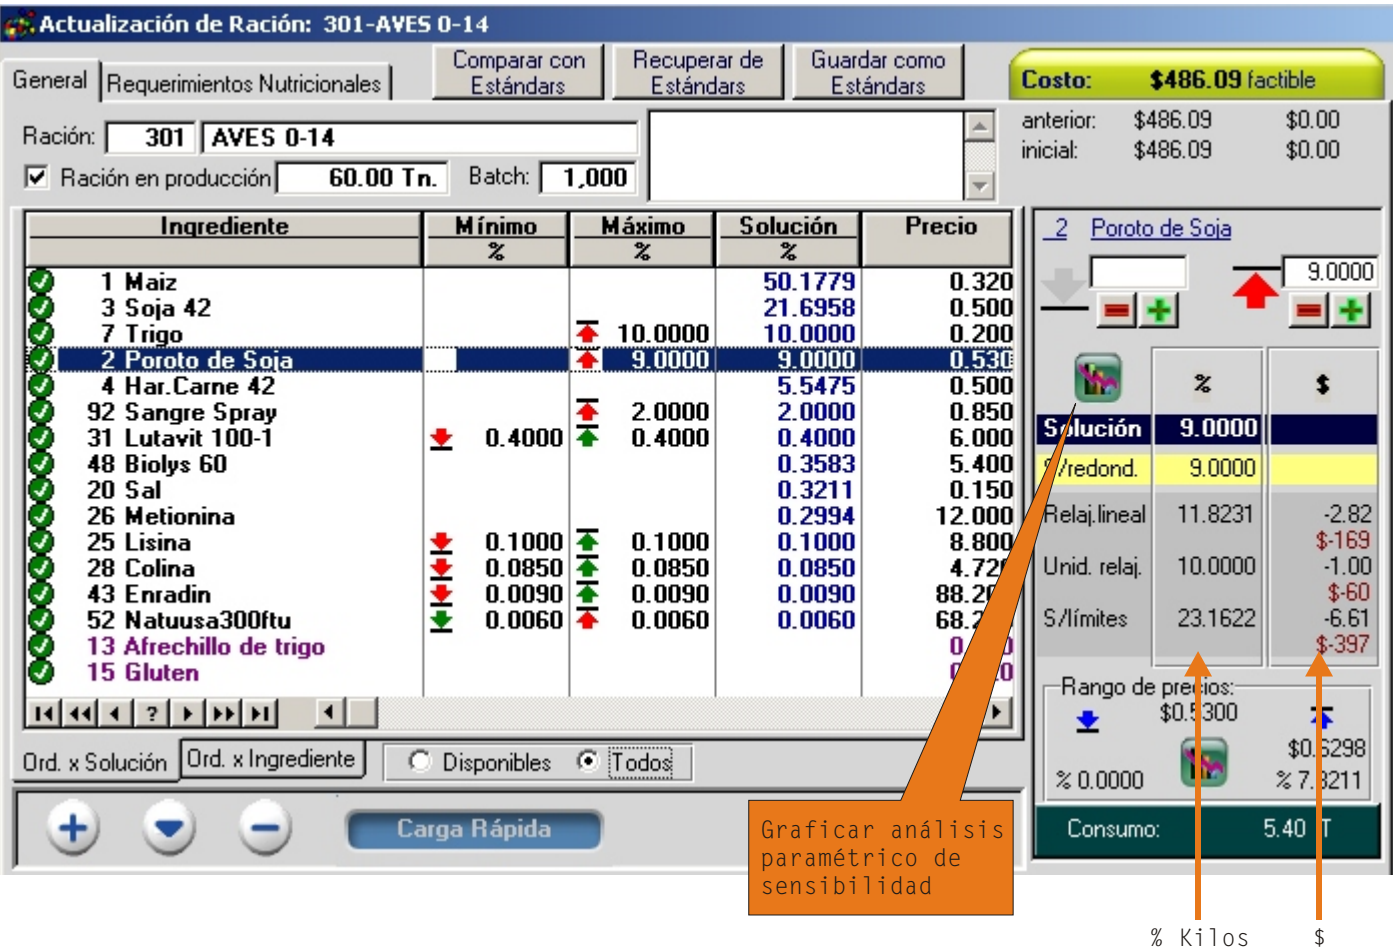 Actualización de Ración:  301-AVES 0-14
General
Requerimientos Nutricionales
Comparar con
Estándars
Recuperar de
Estándars
Guardar como
Estándars
Costo: $486.09 factible
anterior: $486.09 $0.00
inicial: $486.09 $0.00
Ración: 301 AVES 0-14
Ración en producción 60.00 Tn. Batch: 1,000
Ingrediente Mínimo Máximo Solución Precio
% % %
1 Maiz 50.1779 0.320
3 Soja 42 21.6958 0.500
7 Trigo 10.0000 10.0000 0.200
2 Poroto de Soja 9.0000 9.0000 0.530
4 Har.Carne 42 5.5475 0.500
92 Sangre Spray 2.0000 2.0000 0.850
31 Lutavit 100-1 0.4000 0.4000 0.4000 6.000
48 Biolys 60 0.3583 5.400
20 Sal 0.3211 0.150
26 Metionina 0.2994 12.000
25 Lisina 0.1000 0.1000 0.1000 8.800
28 Colina 0.0850 0.0850 0.0850 4.720
43 Enradin 0.0090 0.0090 0.0090
52 Natuusa300ftu 0.0060 0.0060 0.0060
13 Afrechillo de trigo
15 Gluten
?
Ord. x Solución
Ord. x Ingrediente
Disponibles
Todos
Carga Rápida
2 Poroto de Soja
9.0000
% $
Solución 9.0000
S/redond. 9.0000
Relaj.lineal 11.8231 -2.82
$-169
Unid. relaj. 10.0000 -1.00
$-60
S/límites 23.1622 -6.61
$-397
Rango de precios:
$0.5300
$0.6298
% 0.0000
Consumo: 5.40 T
Graficar análisis
paramétrico de
sensibilidad
% Kilos
$